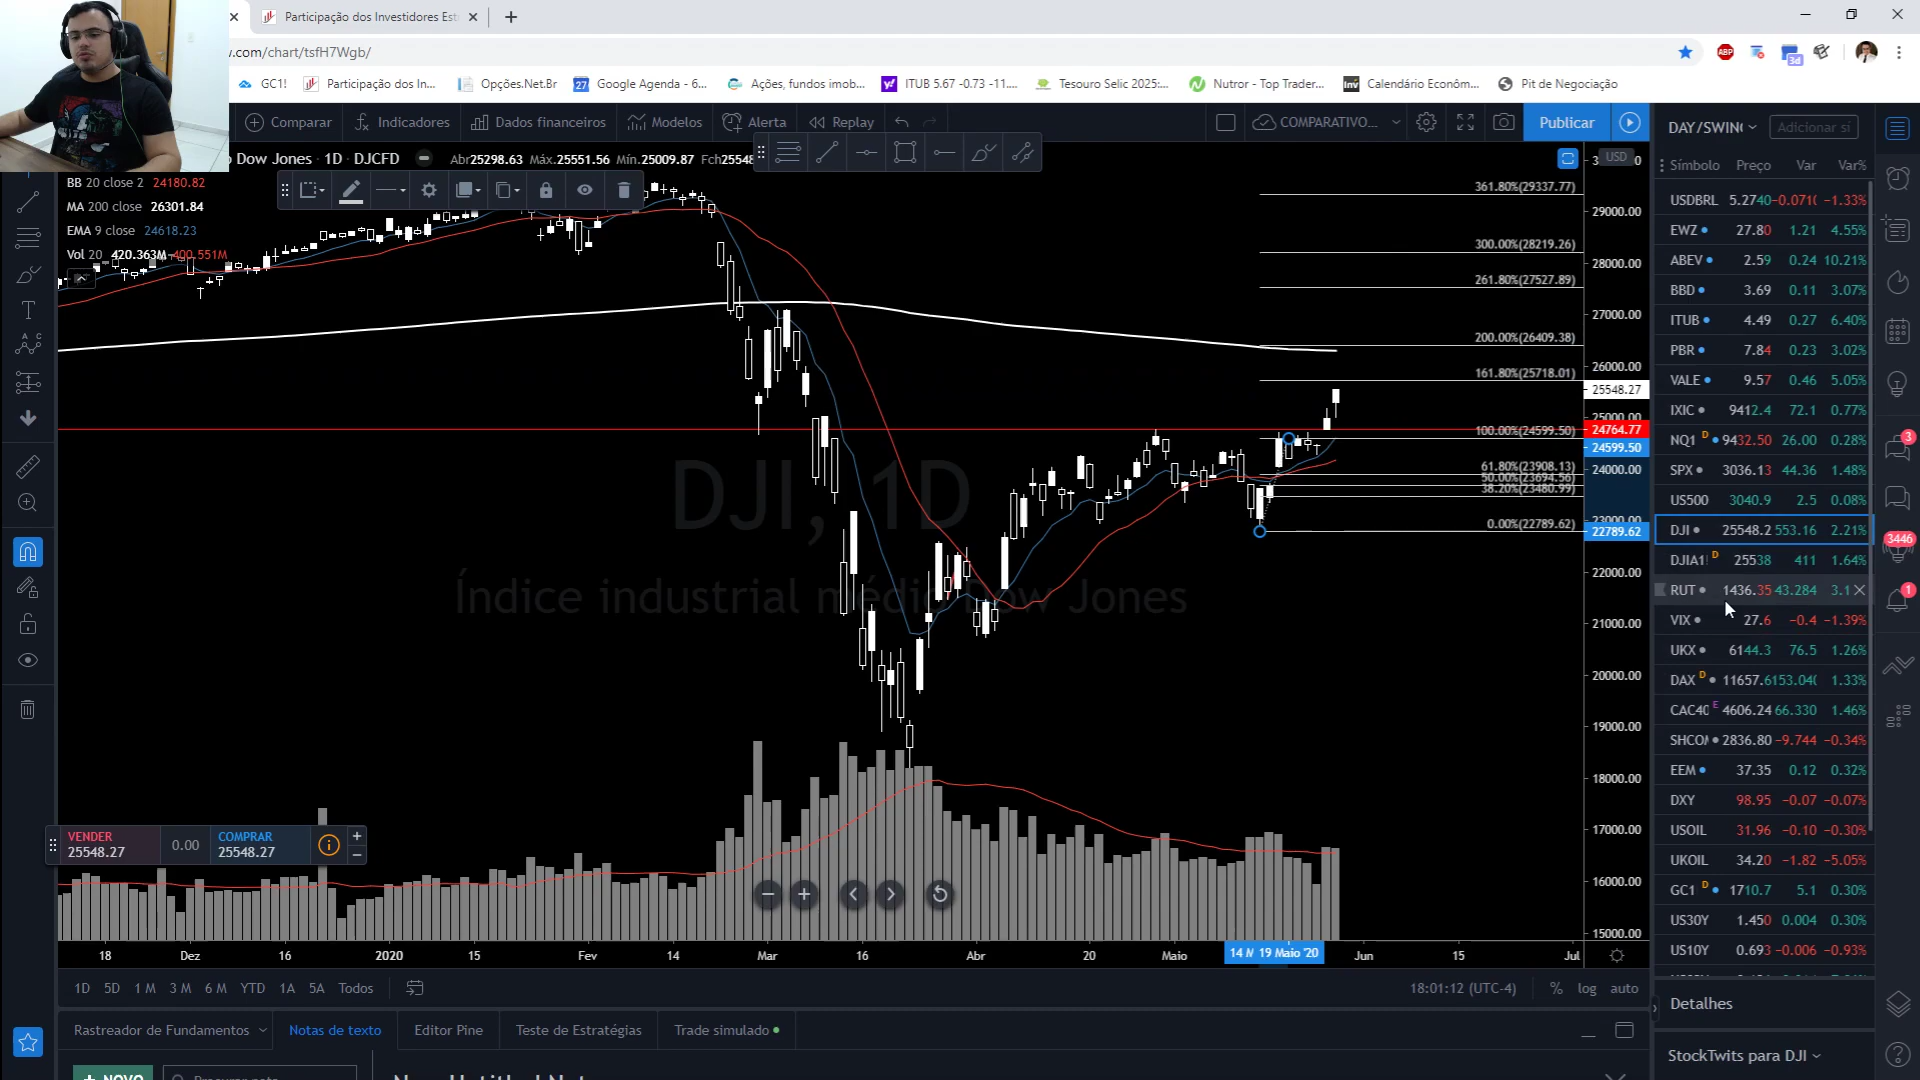 Participação dos Investidores Est
.com/chart/tsfH7Wgb/
GC1!
Participação dos In...
Opções.Net.Br
Google Agenda - 6...
Ações, fundos imob...
ITUB 5.67 -0.73 -11....
Tesouro Selic 2025:...
Nutror - Top Trader...
Calendário Econôm...
Pit de Negociação
Comparar
Indicadores
Dados financeiros
Modelos
Alerta
Replay
COMPARATIVO...
Publicar
DAY/SWING
Adicionar sí
Dow Jones · 1D · DJCFD
Abr25298.63 Máx.25551.56 Mín.25009.87 Fch2554
BB 20 close 2 24180.82
MA 200 close 26301.84
EMA 9 close 24618.23
Vol 20 420.363M 400.551M
USD
361.80%(29337.77)
29000.00
300.00%(28219.26)
28000.00
261.80%(27527.89)
27000.00
200.00%(26409.38)
26000.00
161.80%(25718.01)
25548.27
25000.00
24764.77
100.00%(24599.50)
24599.50
61.80%(23908.13)
24000.00
50.00%(23694.56)
38.20%(23480.99)
23000.00
0.00%(22789.62)
22789.62
22000.00
21000.00
20000.00
19000.00
18000.00
17000.00
16000.00
15000.00
DJI, 1D
Índice industrial médio Dow Jones
VENDER
25548.27
0.00
COMPRAR
25548.27
18
Dez
16
2020
15
Fev
14
Mar
16
Abr
20
Maio
14 M 19 Maio '20
Jun
15
Jul
1D 5D 1 M 3 M 6 M YTD 1A 5A Todos
18:01:12 (UTC-4)
% log auto
Rastreador de Fundamentos
Notas de texto
Editor Pine
Teste de Estratégias
Trade simulado
Símbolo Preço Var Var%
USDBRL 5.2740 -0.071( -1.33%
EWZ 27.80 1.21 4.55%
ABEV 2.59 0.24 10.21%
BBD 3.69 0.11 3.07%
ITUB 4.49 0.27 6.40%
PBR 7.84 0.23 3.02%
VALE 9.57 0.46 5.05%
IXIC 9412.4 72.1 0.77%
NQ1 D 9432.50 26.00 0.28%
SPX 3036.13 44.36 1.48%
US500 3040.9 2.5 0.08%
DJI 25548.2 553.16 2.21%
DJIA1 D 25538 411 1.64%
RUT 1436.35 43.284 3.1
VIX 27.6 -0.4 -1.39%
UKX 6144.3 76.5 1.26%
DAX D 11657.6 153.04( 1.33%
CAC40 E 4606.24 66.330 1.46%
SHCOM 2836.80 -9.744 -0.34%
EEM 37.35 0.12 0.32%
DXY 98.95 -0.07 -0.07%
USOIL 31.96 -0.10 -0.30%
UKOIL 34.20 -1.82 -5.05%
GC1 D 1710.7 5.1 0.30%
US30Y 1.450 0.004 0.30%
US10Y 0.693 -0.006 -0.93%
Detalhes
StockTwits para DJI
3
3446
1